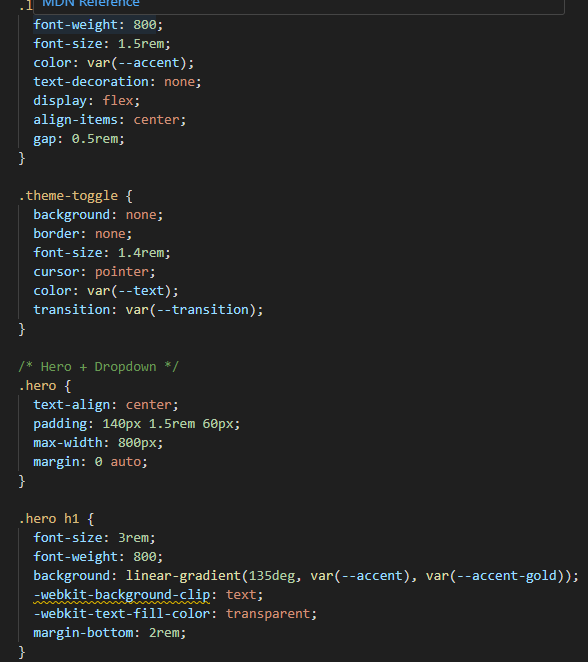 MDN Reference
font-weight: 800;
font-size: 1.5rem;
color: var(--accent);
text-decoration: none;
display: flex;
align-items: center;
gap: 0.5rem;
}
.theme-toggle {
background: none;
border: none;
font-size: 1.4rem;
cursor: pointer;
color: var(--text);
transition: var(--transition);
}
/* Hero + Dropdown */
.hero {
text-align: center;
padding: 140px 1.5rem 60px;
max-width: 800px;
margin: 0 auto;
}
.hero h1 {
font-size: 3rem;
font-weight: 800;
background: linear-gradient(135deg, var(--accent), var(--accent-gold));
-webkit-background-clip: text;
-webkit-text-fill-color: transparent;
margin-bottom: 2rem;
}